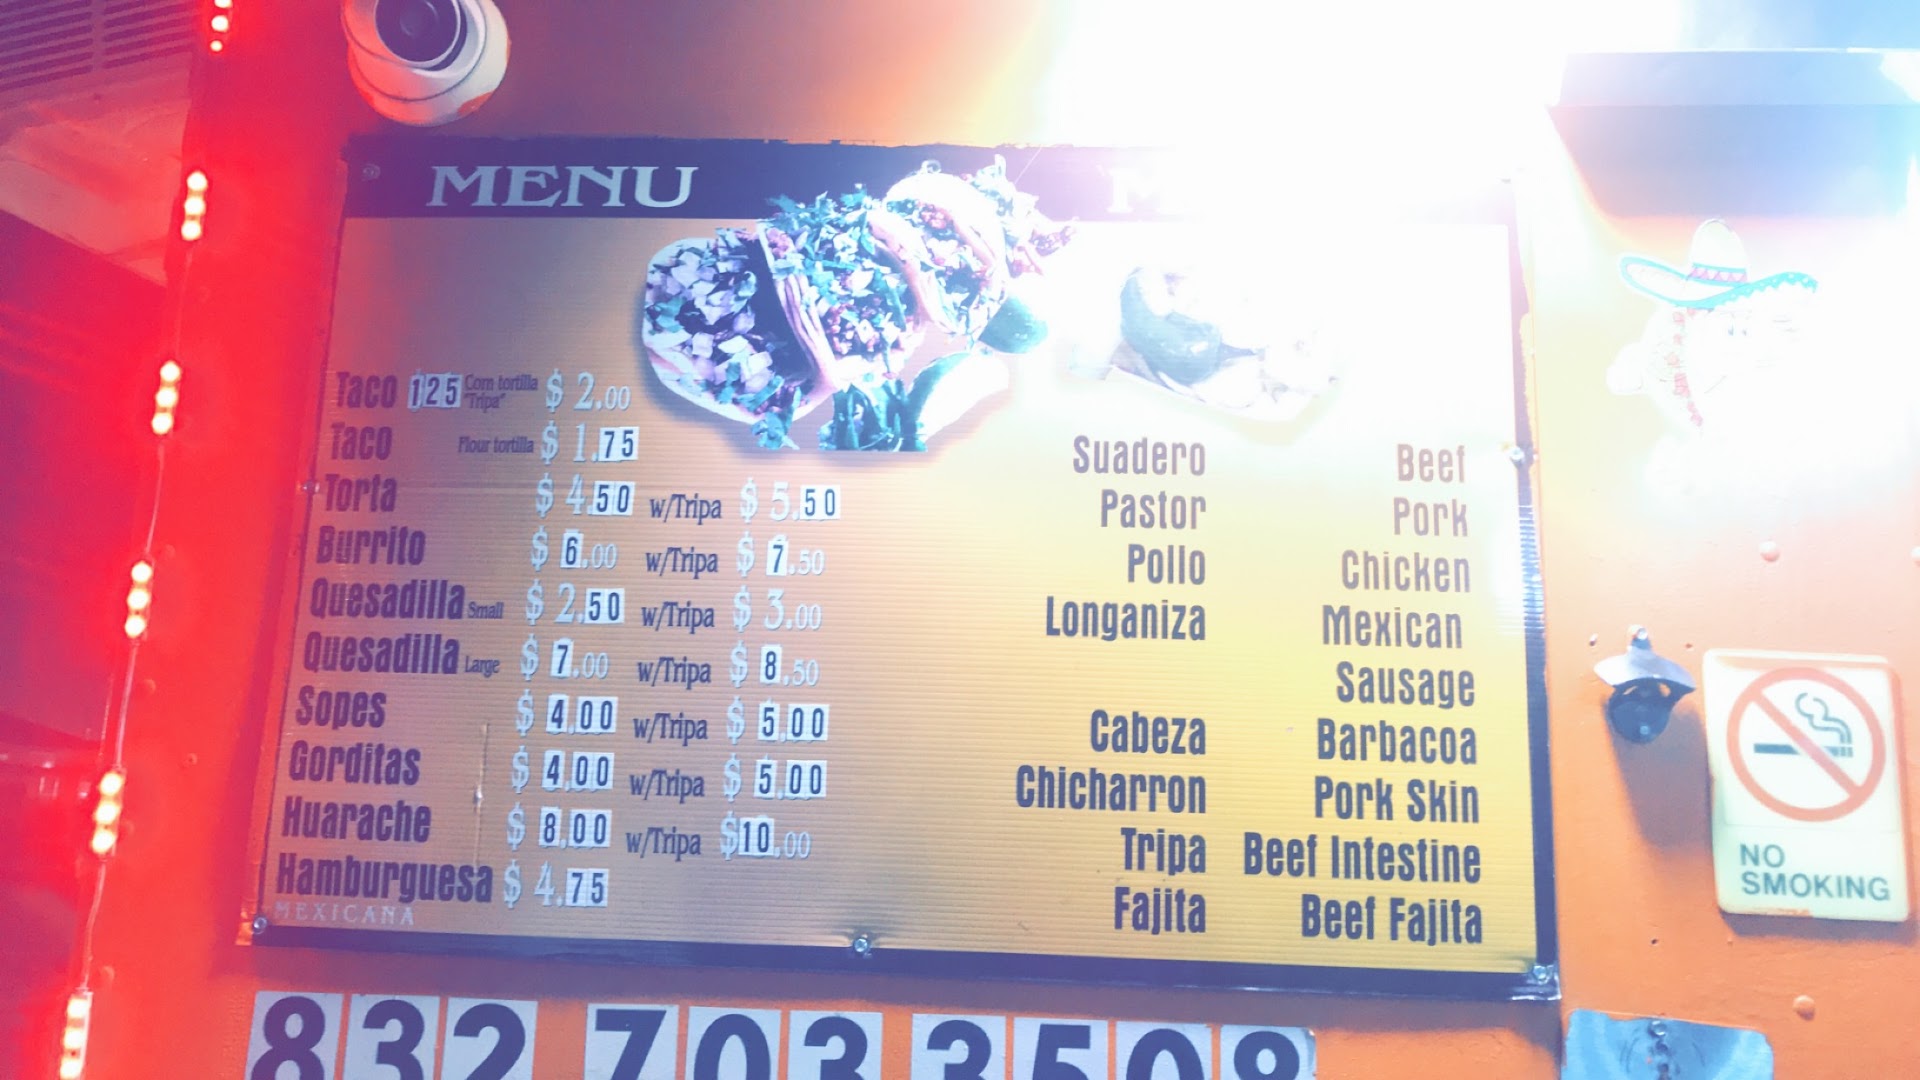 MENU
M
Taco 125 Corn tortilla "Tripa" $ 2.00
Taco Flour tortilla $ 1.75
Torta $ 4.50 w/Tripa $ 5.50
Burrito $ 6.00 w/Tripa $ 7.50
Quesadilla Small $ 2.50 w/Tripa $ 3.00
Quesadilla Large $ 7.00 w/Tripa $ 8.50
Sopes $ 4.00 w/Tripa $ 5.00
Gorditas $ 4.00 w/Tripa $ 5.00
Huarache $ 8.00 w/Tripa $10.00
Hamburguesa $ 4.75
MEXICANA
Suadero Beef
Pastor Pork
Pollo Chicken
Longaniza Mexican
Sausage
Cabeza Barbacoa
Chicharron Pork Skin
Tripa Beef Intestine
Fajita Beef Fajita
NO
SMOKING
832 703 3508